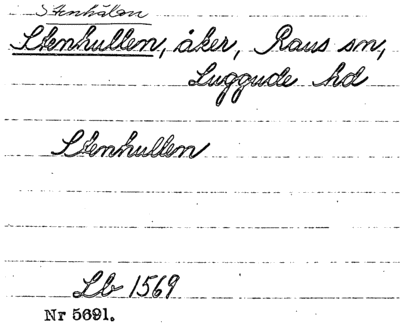 Stenhålen
Stenhullen, åker, Raus sn,
Luggude hd
Stenhullen
Lb 1569
Nr 5691.